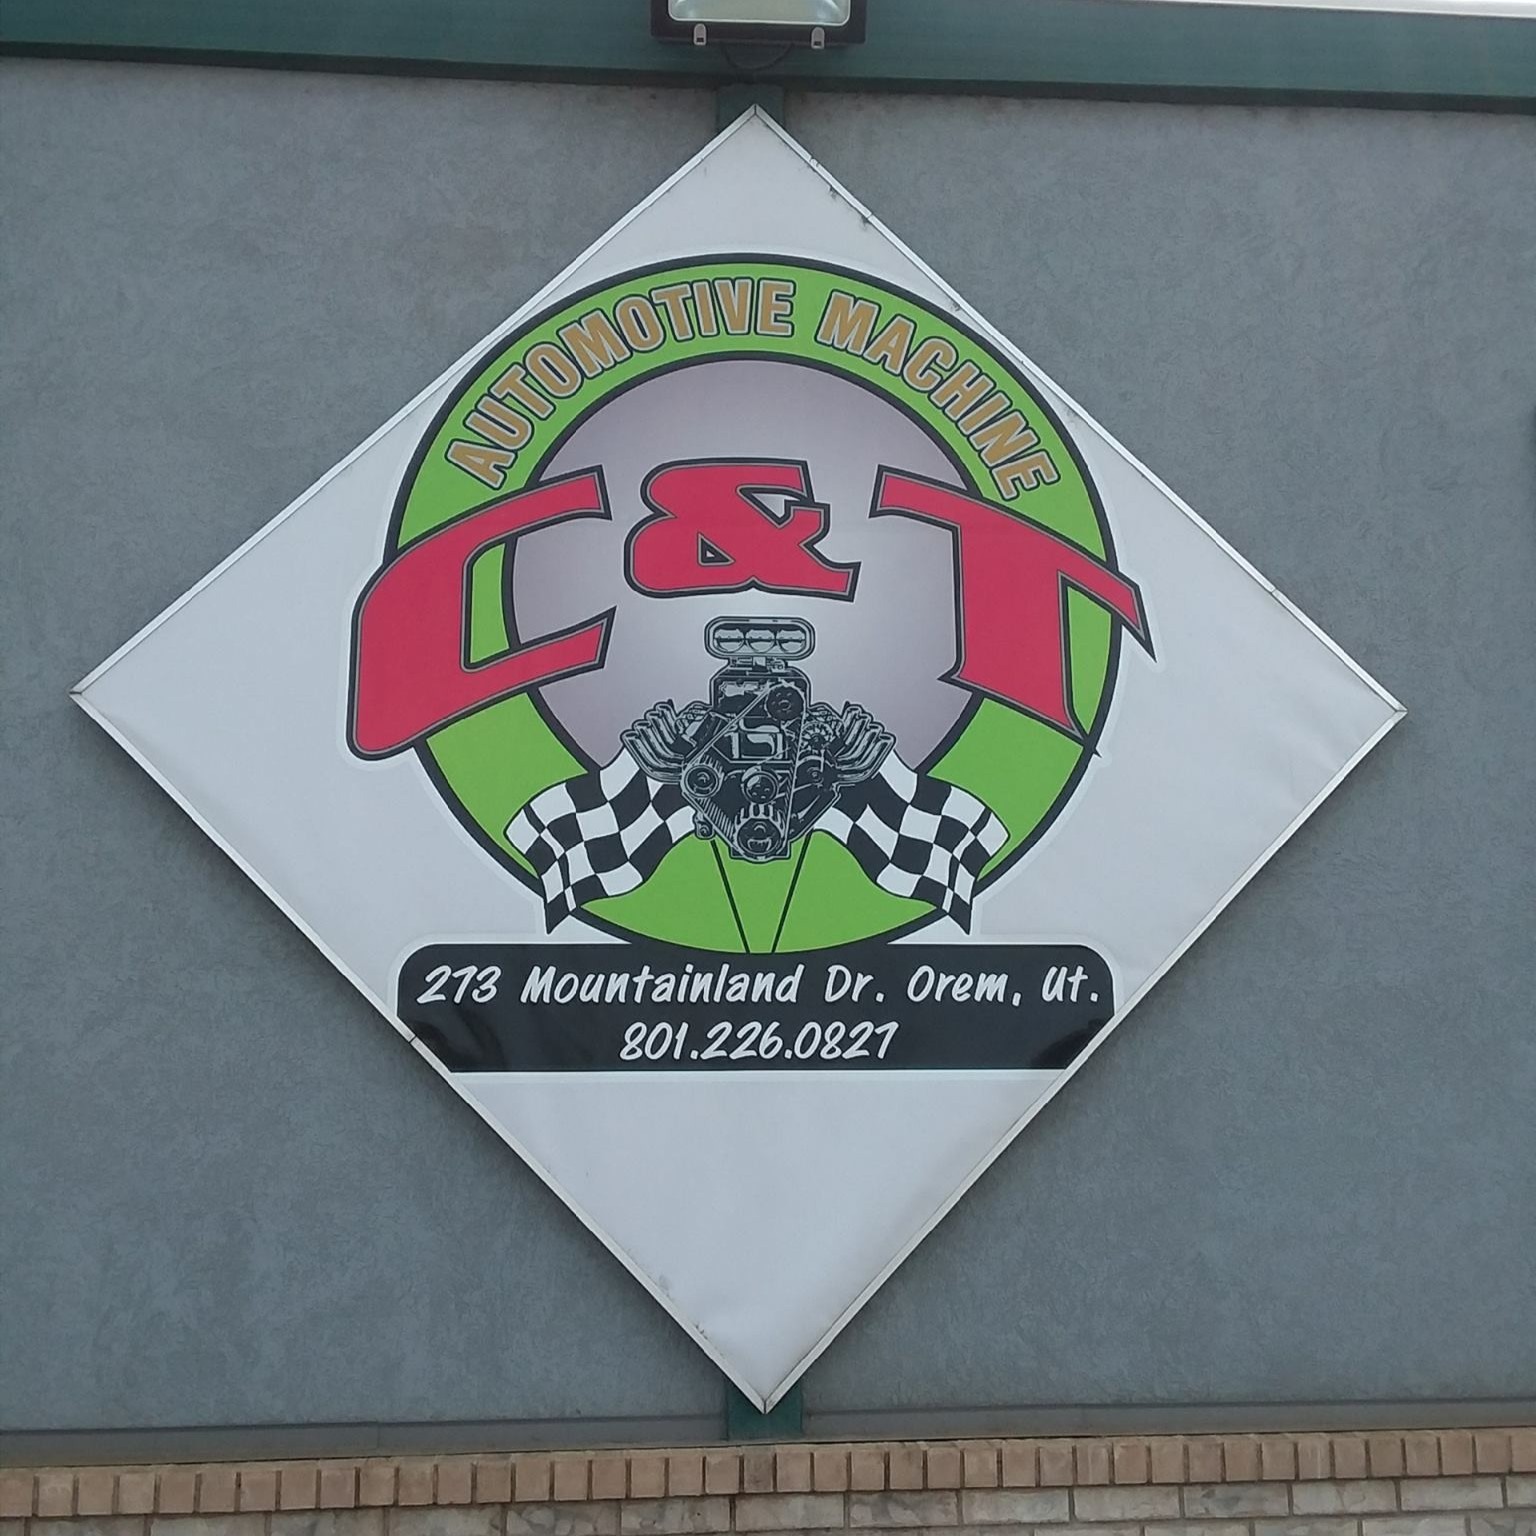 AUTOMOTIVE MACHINE
C&T
273 Mountainland Dr. Orem, Ut.
801.226.0827